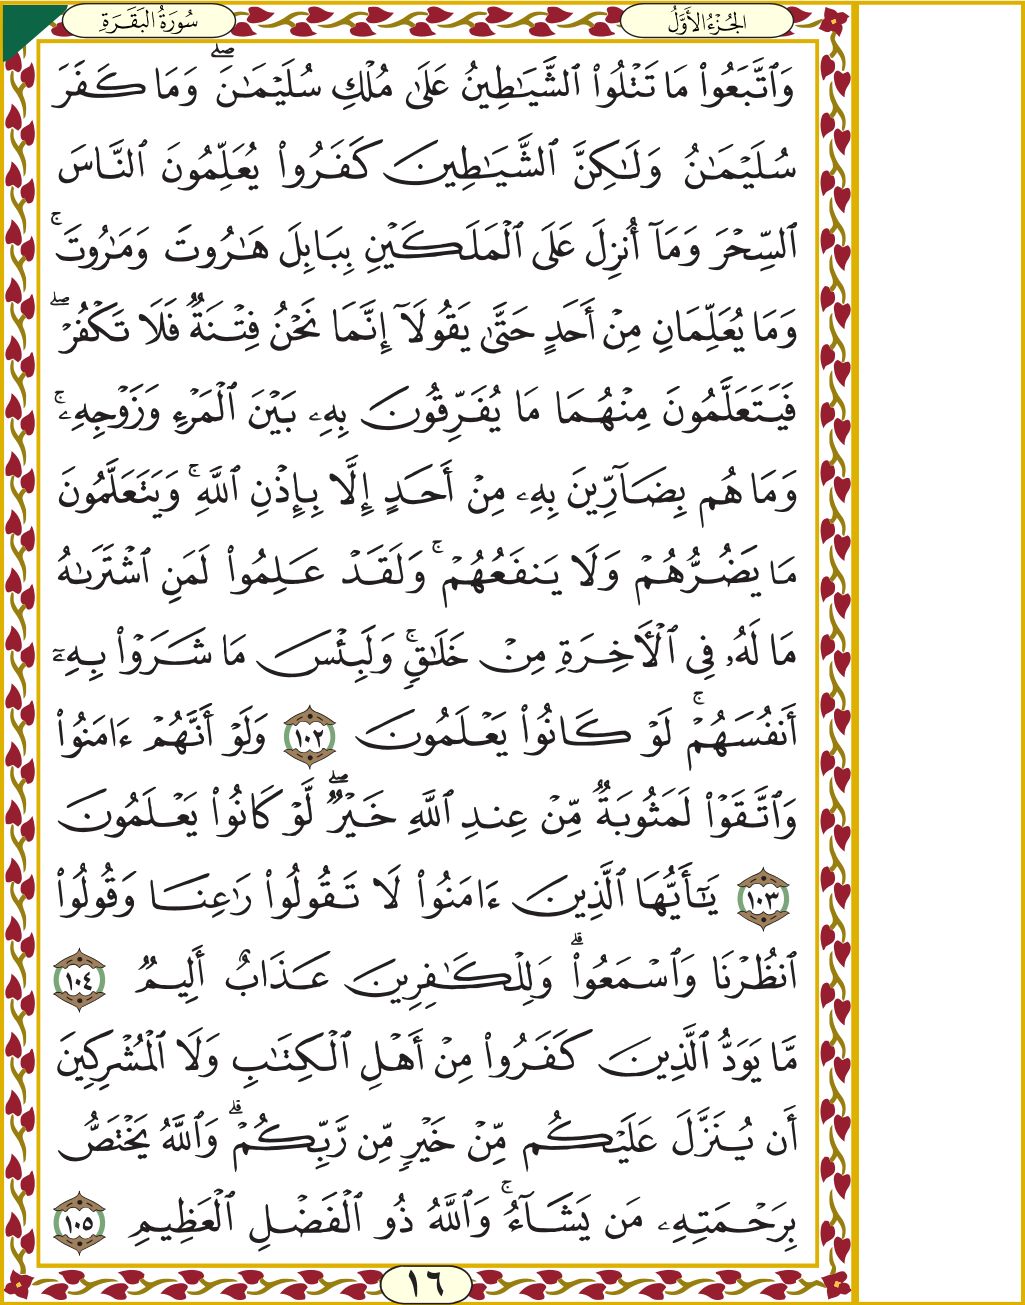 الجُزْءُ الأَوَّلُ
سُورَةُ البَقَرَةِ
وَٱتَّبَعُوا۟ مَا تَتْلُوا۟ ٱلشَّيَـٰطِينُ عَلَىٰ مُلْكِ سُلَيْمَـٰنَ ۖ وَمَا كَفَرَ
سُلَيْمَـٰنُ وَلَـٰكِنَّ ٱلشَّيَـٰطِينَ كَفَرُوا۟ يُعَلِّمُونَ ٱلنَّاسَ
ٱلسِّحْرَ وَمَآ أُنزِلَ عَلَى ٱلْمَلَكَيْنِ بِبَابِلَ هَـٰرُوتَ وَمَـٰرُوتَ ۚ
وَمَا يُعَلِّمَانِ مِنْ أَحَدٍ حَتَّىٰ يَقُولَآ إِنَّمَا نَحْنُ فِتْنَةٌ فَلَا تَكْفُرْ ۖ
فَيَتَعَلَّمُونَ مِنْهُمَا مَا يُفَرِّقُونَ بِهِۦ بَيْنَ ٱلْمَرْءِ وَزَوْجِهِۦ ۚ
وَمَا هُم بِضَآرِّينَ بِهِۦ مِنْ أَحَدٍ إِلَّا بِإِذْنِ ٱللَّهِ ۚ وَيَتَعَلَّمُونَ
مَا يَضُرُّهُمْ وَلَا يَنفَعُهُمْ ۚ وَلَقَدْ عَلِمُوا۟ لَمَنِ ٱشْتَرَىٰهُ
مَا لَهُۥ فِى ٱلْـَٔاخِرَةِ مِنْ خَلَـٰقٍ ۚ وَلَبِئْسَ مَا شَرَوْا۟ بِهِۦٓ
أَنفُسَهُمْ ۚ لَوْ كَانُوا۟ يَعْلَمُونَ ١٠٢ وَلَوْ أَنَّهُمْ ءَامَنُوا۟
وَٱتَّقَوْا۟ لَمَثُوبَةٌ مِّنْ عِندِ ٱللَّهِ خَيْرٌ ۖ لَّوْ كَانُوا۟ يَعْلَمُونَ
١٠٣ يَـٰٓأَيُّهَا ٱلَّذِينَ ءَامَنُوا۟ لَا تَقُولُوا۟ رَٰعِنَا وَقُولُوا۟
ٱنظُرْنَا وَٱسْمَعُوا۟ ۗ وَلِلْكَـٰفِرِينَ عَذَابٌ أَلِيمٌ ١٠٤
مَّا يَوَدُّ ٱلَّذِينَ كَفَرُوا۟ مِنْ أَهْلِ ٱلْكِتَـٰبِ وَلَا ٱلْمُشْرِكِينَ
أَن يُنَزَّلَ عَلَيْكُم مِّنْ خَيْرٍ مِّن رَّبِّكُمْ ۗ وَٱللَّهُ يَخْتَصُّ
بِرَحْمَتِهِۦ مَن يَشَآءُ ۚ وَٱللَّهُ ذُو ٱلْفَضْلِ ٱلْعَظِيمِ ١٠٥
١٦